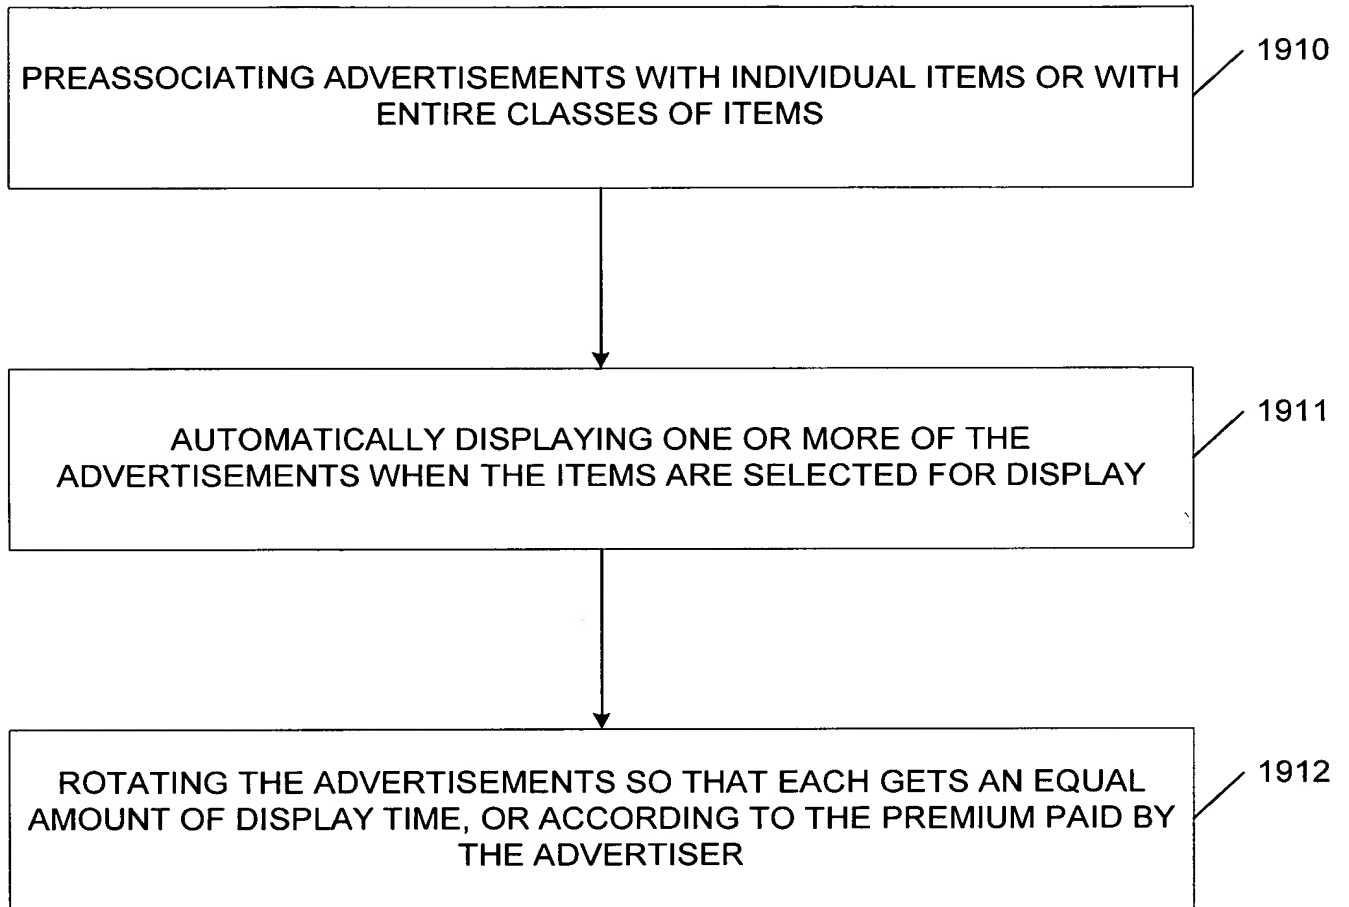 1910
PREASSOCIATING ADVERTISEMENTS WITH INDIVIDUAL ITEMS OR WITH
ENTIRE CLASSES OF ITEMS
1911
AUTOMATICALLY DISPLAYING ONE OR MORE OF THE
ADVERTISEMENTS WHEN THE ITEMS ARE SELECTED FOR DISPLAY
1912
ROTATING THE ADVERTISEMENTS SO THAT EACH GETS AN EQUAL
AMOUNT OF DISPLAY TIME, OR ACCORDING TO THE PREMIUM PAID BY
THE ADVERTISER